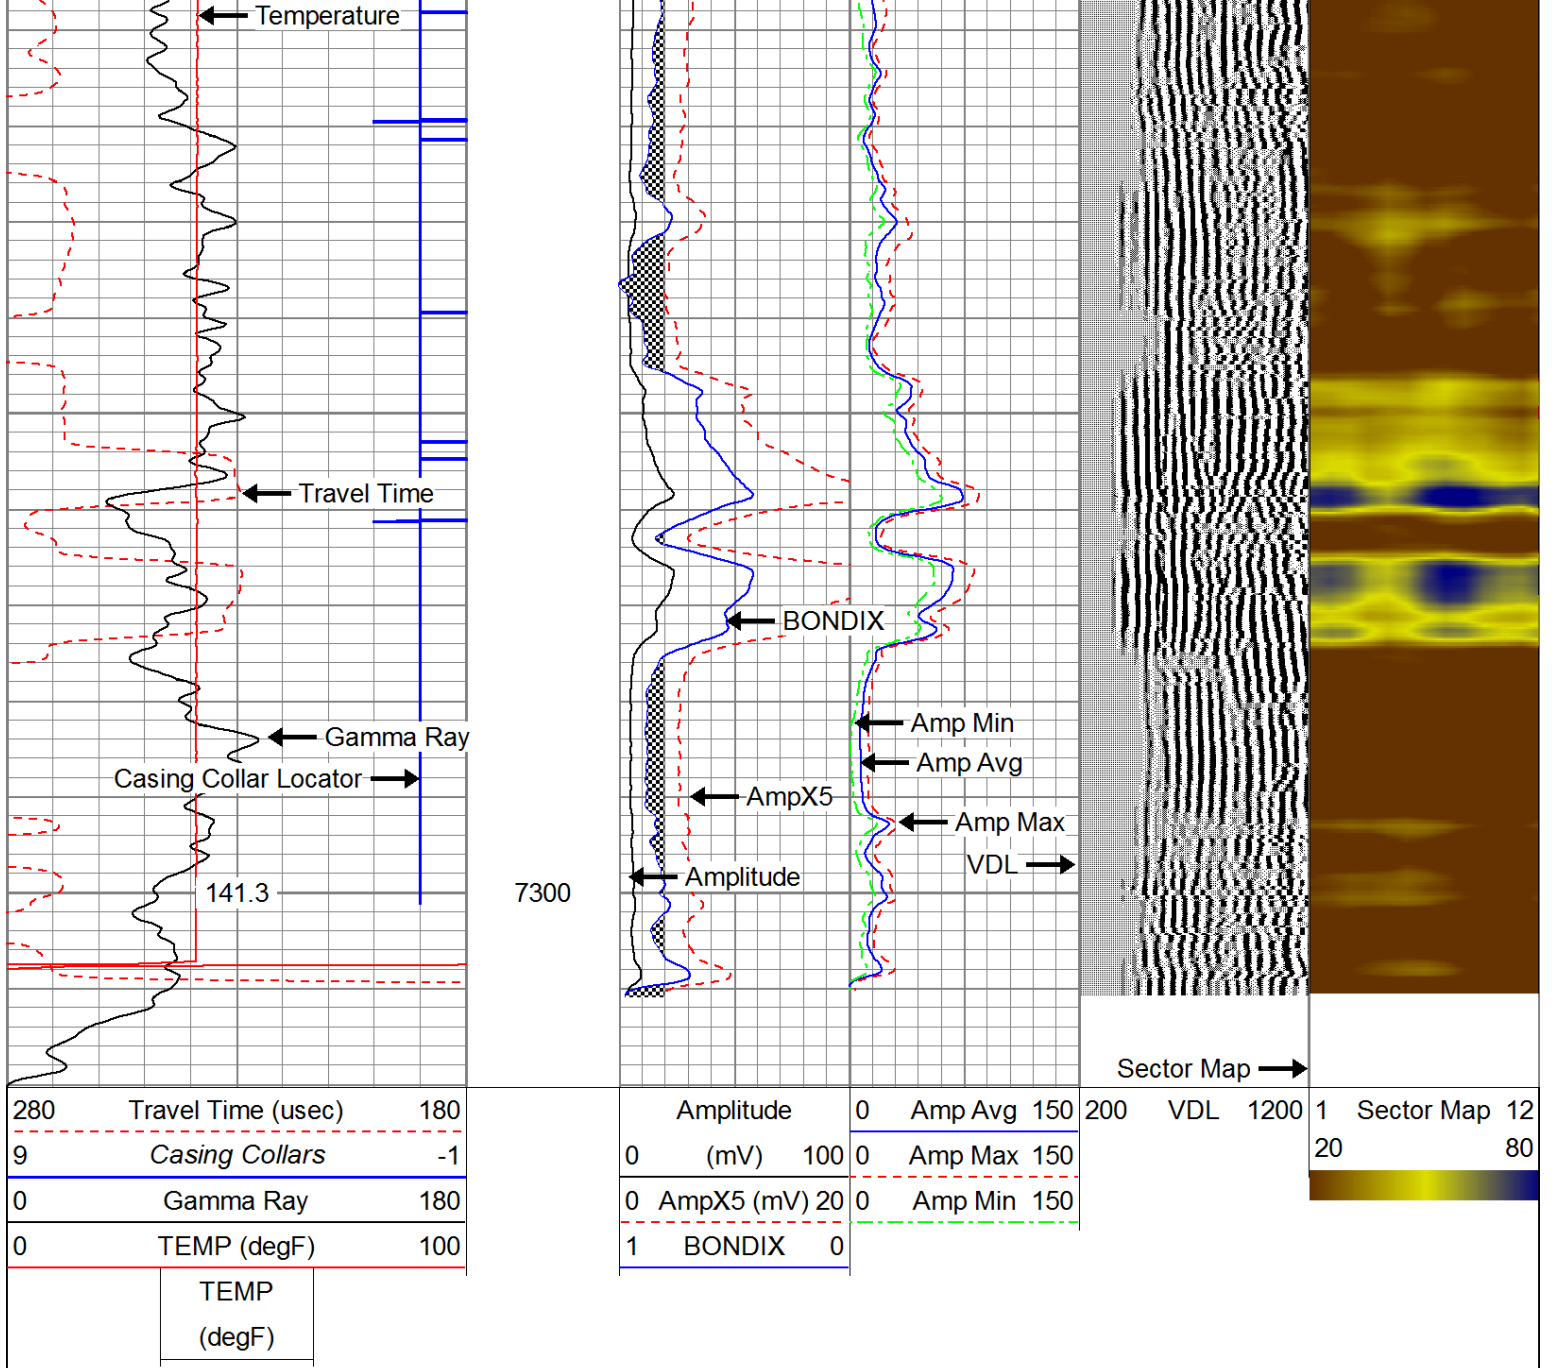 Temperature
Travel Time
BONDIX
Gamma Ray
Amp Min
Amp Avg
Casing Collar Locator
AmpX5
Amp Max
VDL
Amplitude
141.3
7300
Sector Map
280 Travel Time (usec) 180
9 Casing Collars -1
0 Gamma Ray 180
0 TEMP (degF) 100
TEMP
(degF)
Amplitude
0 (mV) 100
0 AmpX5 (mV) 20
1 BONDIX 0
0 Amp Avg 150
0 Amp Max 150
0 Amp Min 150
200 VDL 1200
1 Sector Map 12
20 80